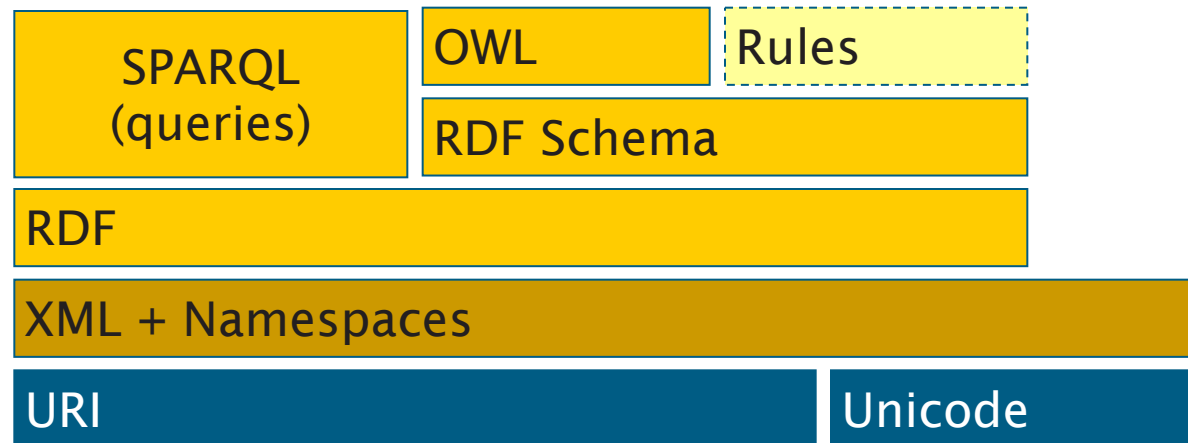 SPARQL
(queries)
OWL
Rules
RDF Schema
RDF
XML + Namespaces
URI
Unicode